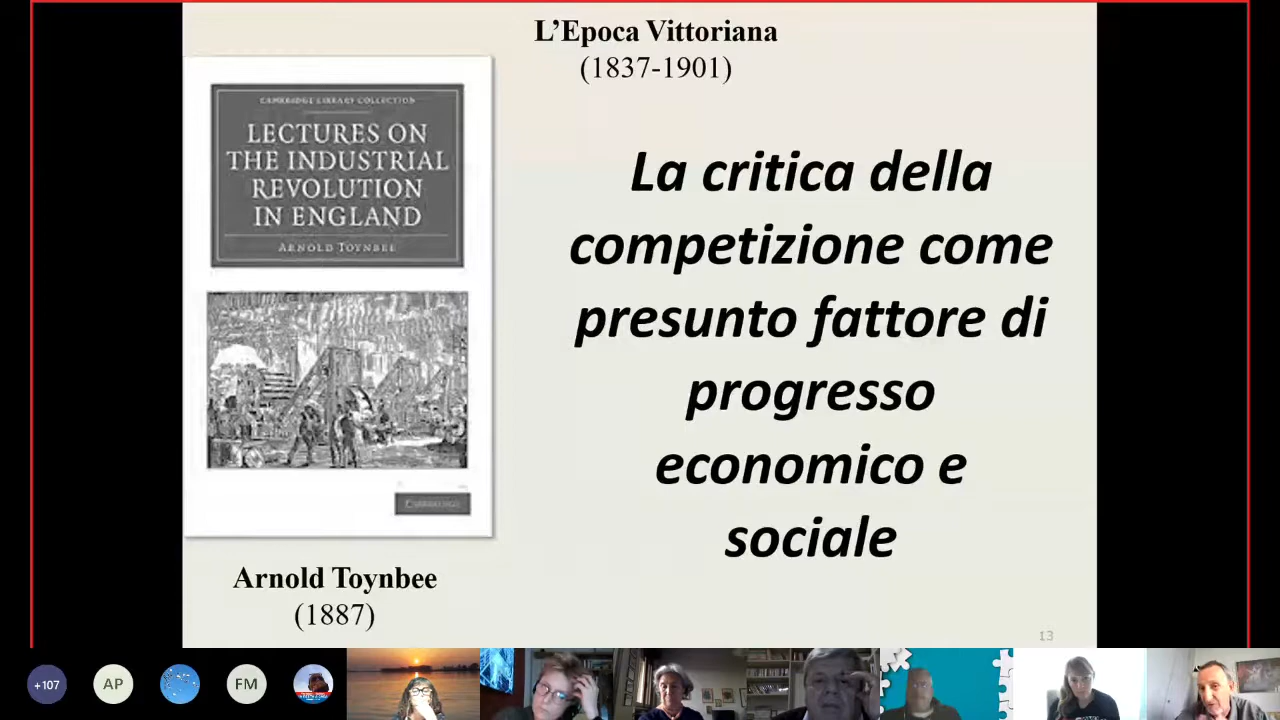 L’Epoca Vittoriana
(1837-1901)
CAMBRIDGE LIBRARY COLLECTION
LECTURES ON
THE INDUSTRIAL
REVOLUTION
IN ENGLAND
ARNOLD TOYNBEE
CAMBRIDGE
La critica della
competizione come
presunto fattore di
progresso
economico e
sociale
Arnold Toynbee
(1887)
13
+107
AP
FM